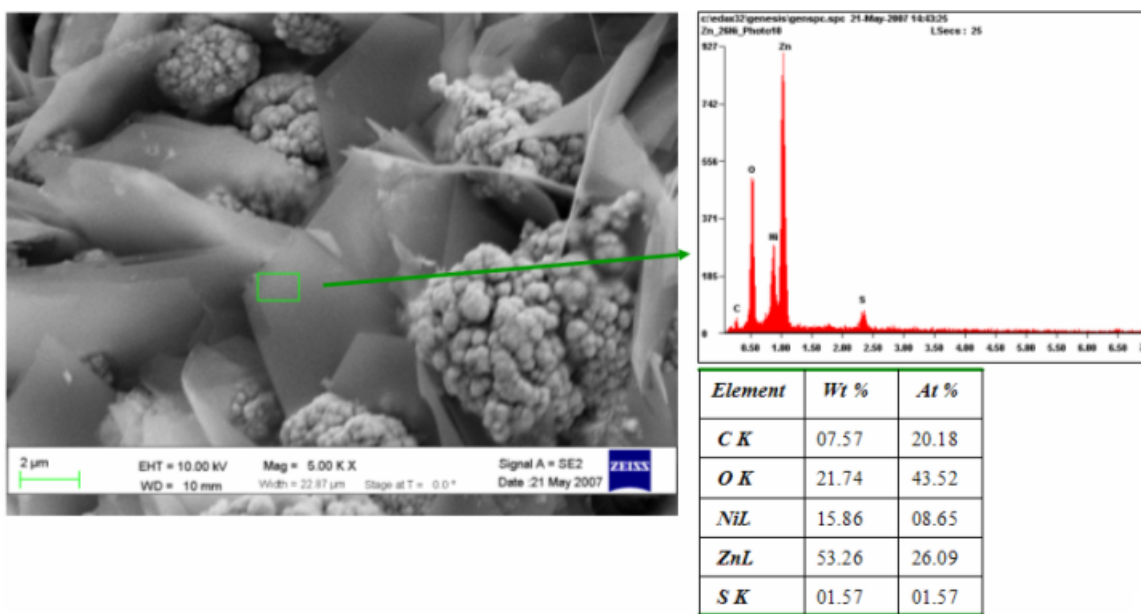 c:\edax32\genesis\genspc.spc 21-May-2007 14:43:25
Zn_26Ni_Photo10 LSecs : 25
927
742
556
371
185
0
Zn
O
Ni
C
S
0.50 1.00 1.50 2.00 2.50 3.00 3.50 4.00 4.50 5.00 5.50 6.00 6.50
2 µm
EHT = 10.00 kV Mag = 5.00 K X Signal A = SE2
WD = 10 mm Width = 22.87 µm Stage at T = 0.0 ° Date :21 May 2007
ZEISS
Element Wt % At %
C K 07.57 20.18
O K 21.74 43.52
NiL 15.86 08.65
ZnL 53.26 26.09
S K 01.57 01.57